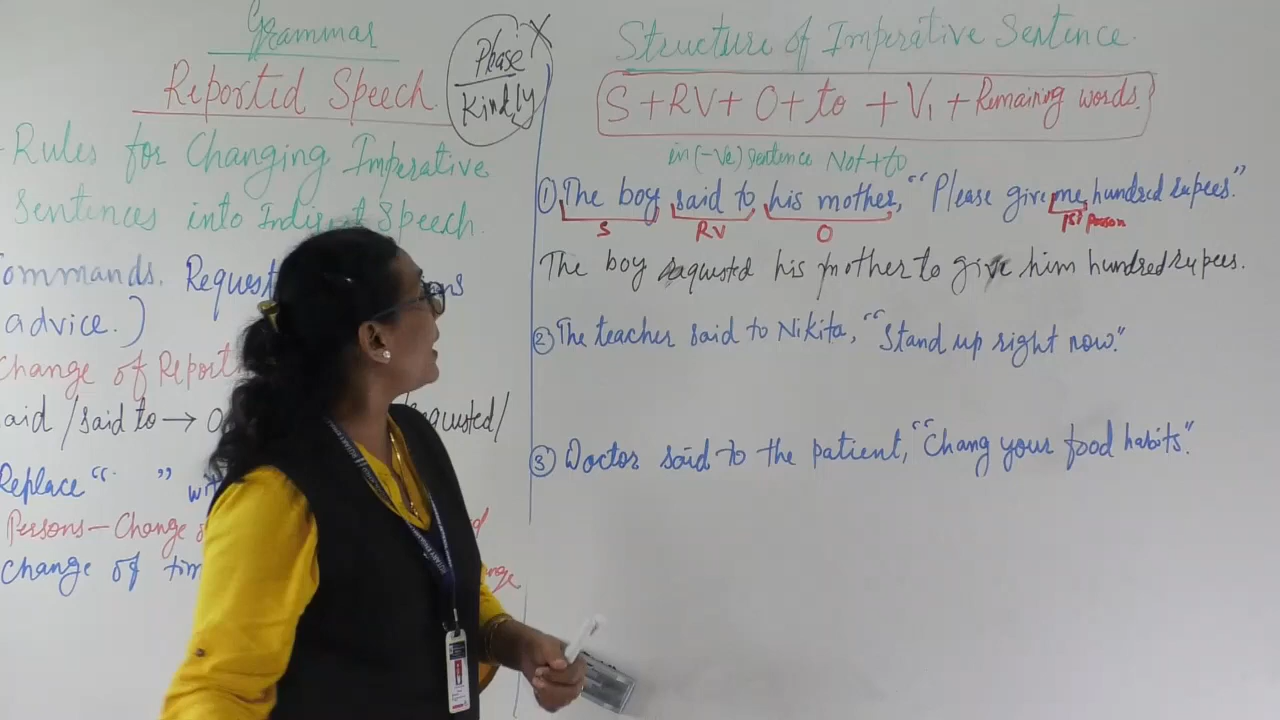 Grammar
Reported Speech
Please
Kindly
Rules for Changing Imperative
Sentences into Indirect Speech.
Commands. Request
advice.)
Change of Report
said / said to → requested/
Replace “ ”
Persons – Change
Change of
Structure of Imperative Sentence.
S + RV + O + to + V1 + Remaining words.
in (-ve) sentence Not + to
① The boy said to his mother, “Please give me hundred rupees.”
S RV O 1st Person
The boy requested his mother to give him hundred rupees.
② The teacher said to Nikita, “Stand up right now.”
③ Doctor said to the patient, “Chang your food habits”.